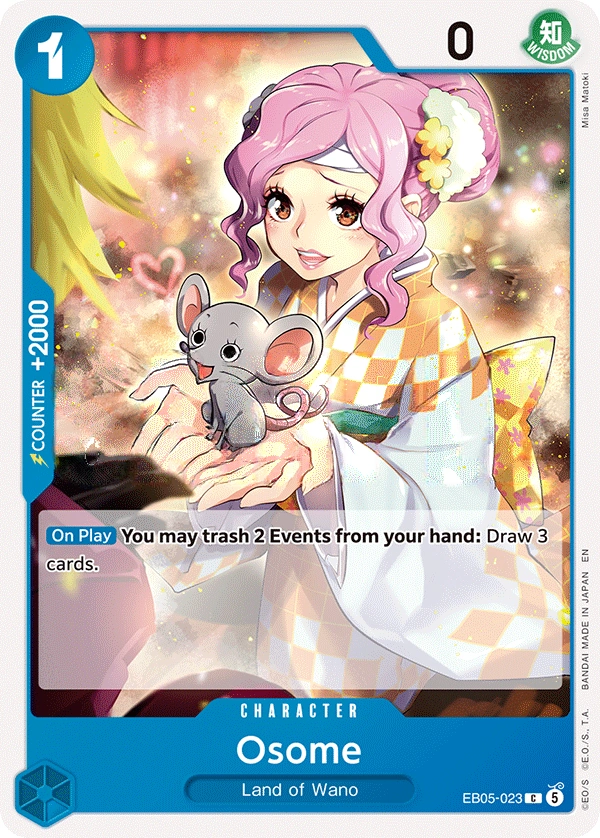 1
0
知
WISDOM
Misa Matoki
COUNTER +2000
On Play You may trash 2 Events from your hand: Draw 3
cards.
CHARACTER
Osome
Land of Wano
EB05-023 C 5
©EO/S ©E.O./S., T.A. BANDAI MADE IN JAPAN EN